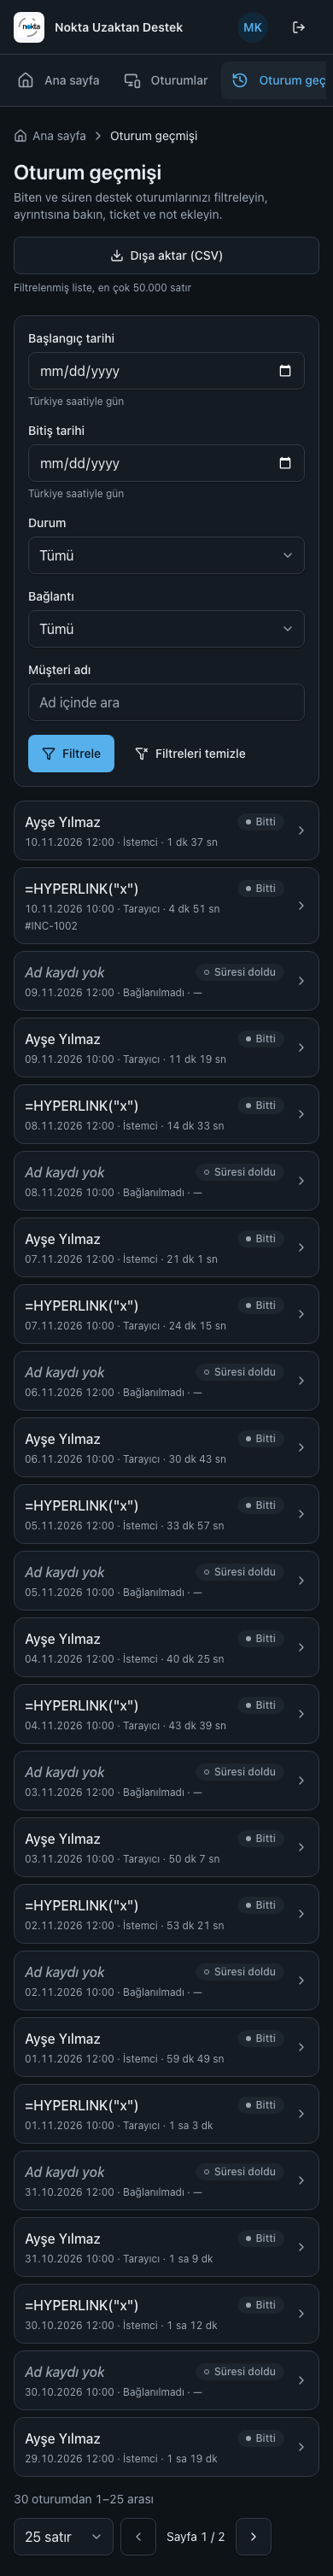 nokta
Nokta Uzaktan Destek
MK
Ana sayfa
Oturumlar
Oturum geç
Ana sayfa
Oturum geçmişi
Oturum geçmişi
Biten ve süren destek oturumlarınızı filtreleyin,
ayrıntısına bakın, ticket ve not ekleyin.
Dışa aktar (CSV)
Filtrelenmiş liste, en çok 50.000 satır
Başlangıç tarihi
mm/dd/yyyy
Türkiye saatiyle gün
Bitiş tarihi
mm/dd/yyyy
Türkiye saatiyle gün
Durum
Tümü
Bağlantı
Tümü
Müşteri adı
Ad içinde ara
Filtrele
Filtreleri temizle
Ayşe Yılmaz
Bitti
10.11.2026 12:00 · İstemci · 1 dk 37 sn
=HYPERLINK("x")
Bitti
10.11.2026 10:00 · Tarayıcı · 4 dk 51 sn
#INC-1002
Ad kaydı yok
Süresi doldu
09.11.2026 12:00 · Bağlanılmadı · —
Ayşe Yılmaz
Bitti
09.11.2026 10:00 · Tarayıcı · 11 dk 19 sn
=HYPERLINK("x")
Bitti
08.11.2026 12:00 · İstemci · 14 dk 33 sn
Ad kaydı yok
Süresi doldu
08.11.2026 10:00 · Bağlanılmadı · —
Ayşe Yılmaz
Bitti
07.11.2026 12:00 · İstemci · 21 dk 1 sn
=HYPERLINK("x")
Bitti
07.11.2026 10:00 · Tarayıcı · 24 dk 15 sn
Ad kaydı yok
Süresi doldu
06.11.2026 12:00 · Bağlanılmadı · —
Ayşe Yılmaz
Bitti
06.11.2026 10:00 · Tarayıcı · 30 dk 43 sn
=HYPERLINK("x")
Bitti
05.11.2026 12:00 · İstemci · 33 dk 57 sn
Ad kaydı yok
Süresi doldu
05.11.2026 10:00 · Bağlanılmadı · —
Ayşe Yılmaz
Bitti
04.11.2026 12:00 · İstemci · 40 dk 25 sn
=HYPERLINK("x")
Bitti
04.11.2026 10:00 · Tarayıcı · 43 dk 39 sn
Ad kaydı yok
Süresi doldu
03.11.2026 12:00 · Bağlanılmadı · —
Ayşe Yılmaz
Bitti
03.11.2026 10:00 · Tarayıcı · 50 dk 7 sn
=HYPERLINK("x")
Bitti
02.11.2026 12:00 · İstemci · 53 dk 21 sn
Ad kaydı yok
Süresi doldu
02.11.2026 10:00 · Bağlanılmadı · —
Ayşe Yılmaz
Bitti
01.11.2026 12:00 · İstemci · 59 dk 49 sn
=HYPERLINK("x")
Bitti
01.11.2026 10:00 · Tarayıcı · 1 sa 3 dk
Ad kaydı yok
Süresi doldu
31.10.2026 12:00 · Bağlanılmadı · —
Ayşe Yılmaz
Bitti
31.10.2026 10:00 · Tarayıcı · 1 sa 9 dk
=HYPERLINK("x")
Bitti
30.10.2026 12:00 · İstemci · 1 sa 12 dk
Ad kaydı yok
Süresi doldu
30.10.2026 10:00 · Bağlanılmadı · —
Ayşe Yılmaz
Bitti
29.10.2026 12:00 · İstemci · 1 sa 19 dk
30 oturumdan 1–25 arası
25 satır
Sayfa 1 / 2